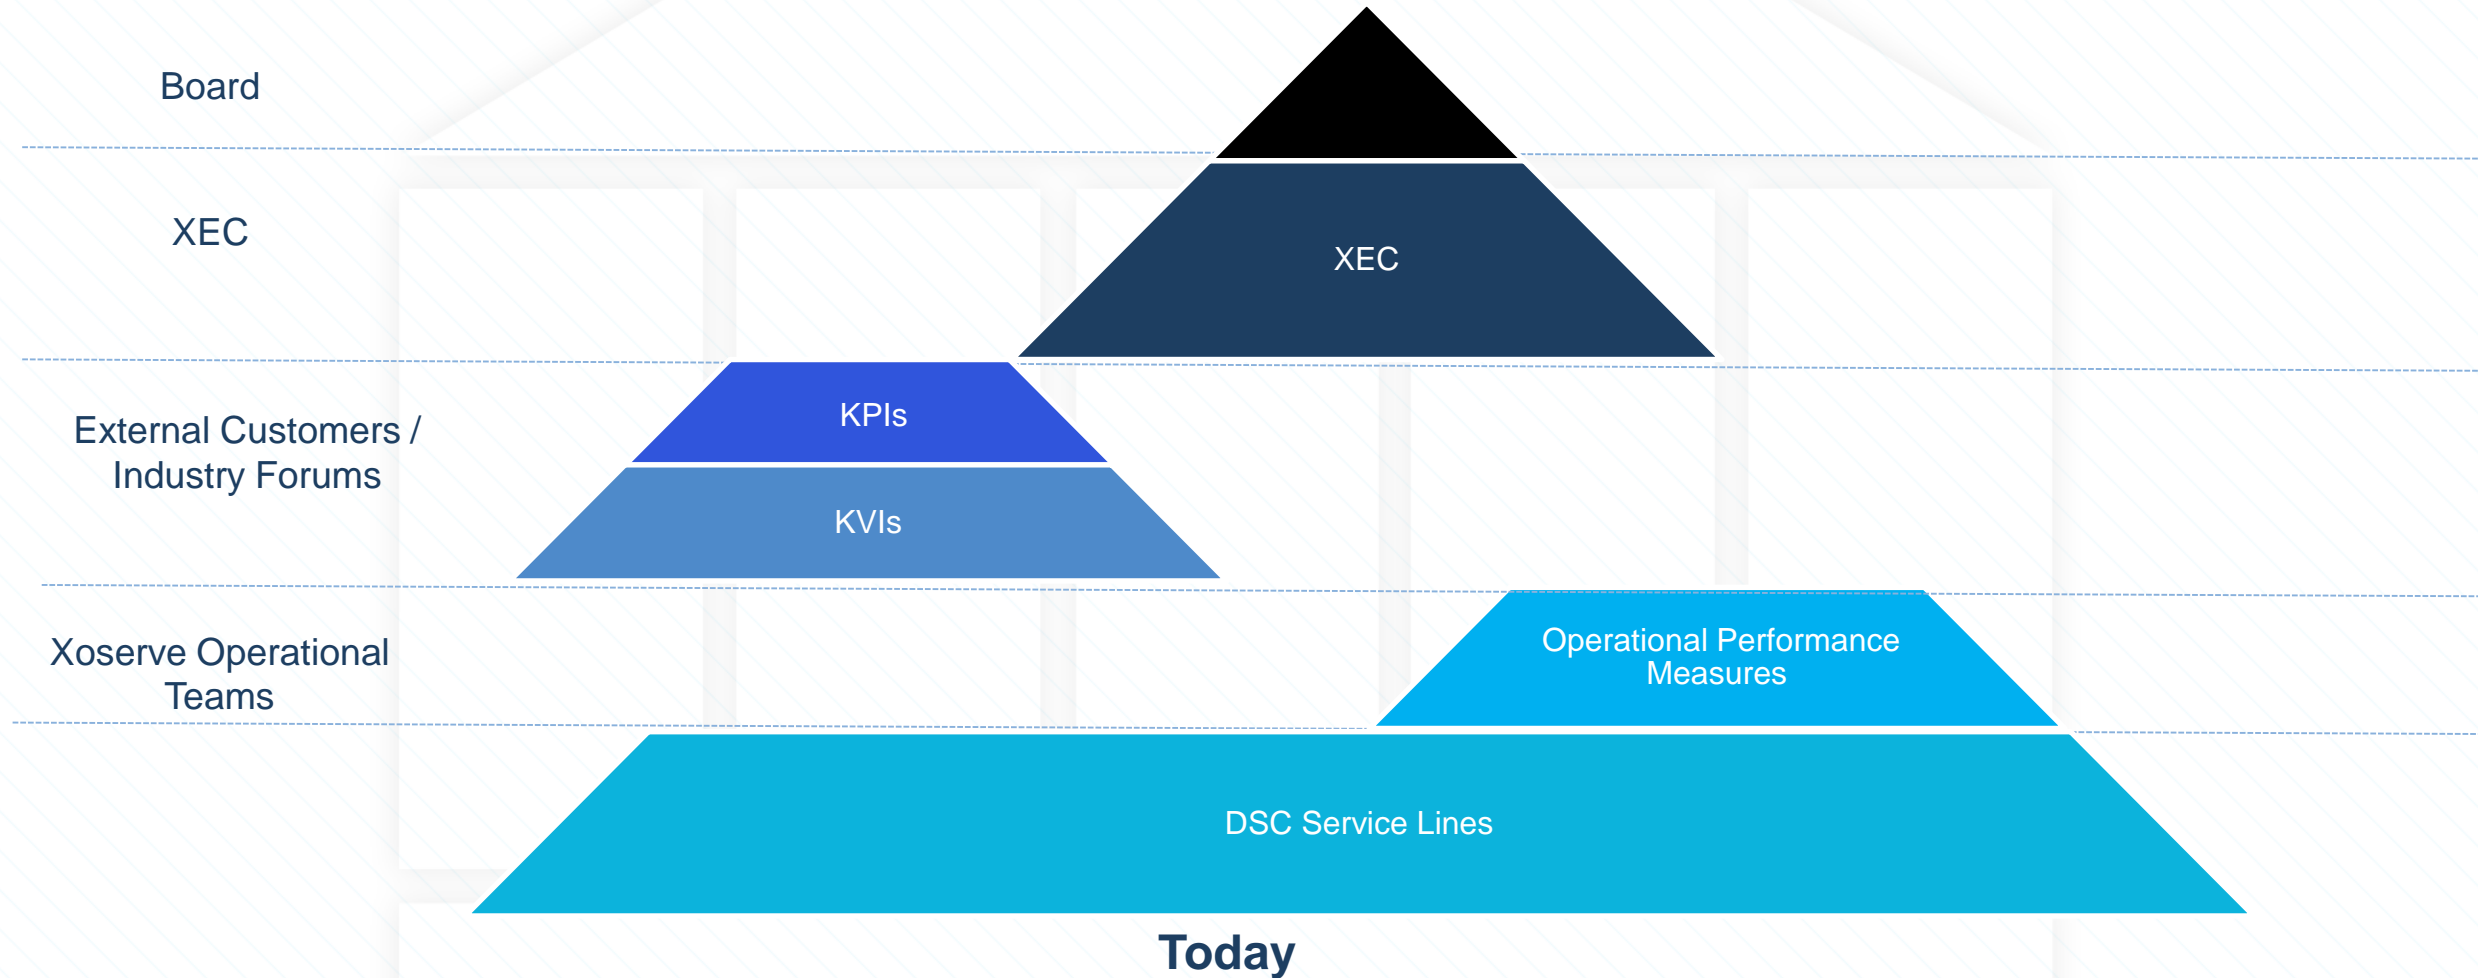 Board
XEC
XEC
External Customers /
Industry Forums
KPIs
KVIs
Xoserve Operational
Teams
Operational Performance
Measures
DSC Service Lines
Today